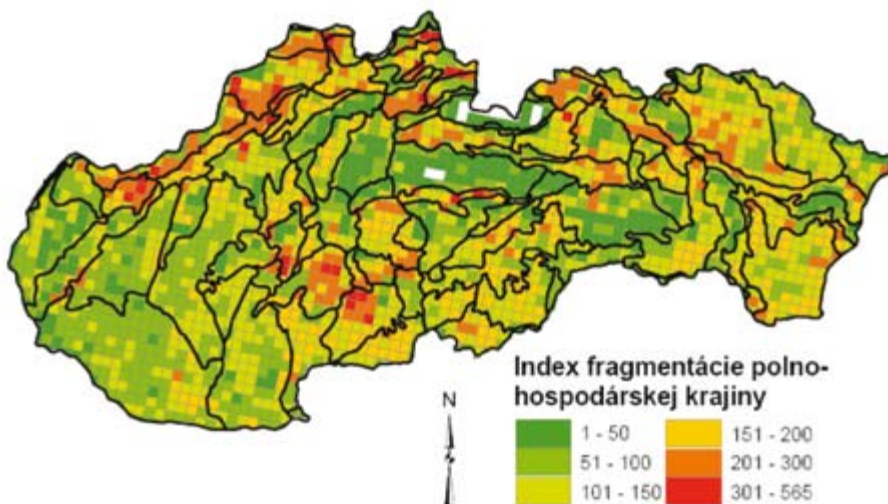 Index fragmentácie polno-
hospodárskej krajiny
N
1 - 50
151 - 200
51 - 100
201 - 300
101 - 150
301 - 565